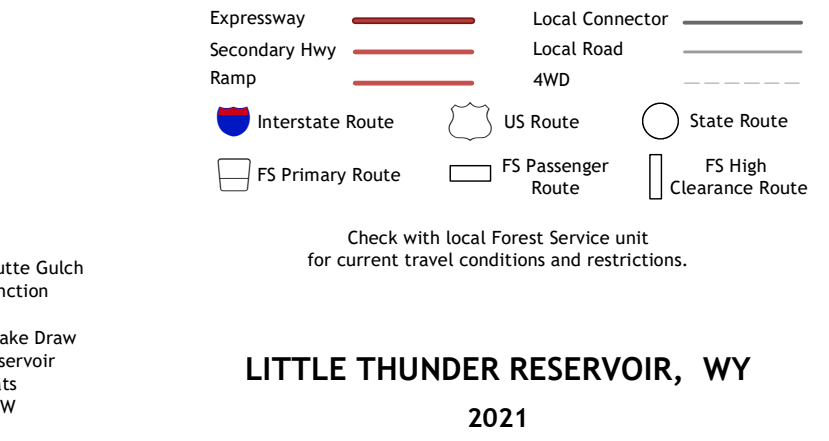 Expressway
Local Connector
Secondary Hwy
Local Road
Ramp
4WD
Interstate Route
US Route
State Route
FS Primary Route
FS Passenger
Route
FS High
Clearance Route
Check with local Forest Service unit
for current travel conditions and restrictions.
Gulch
Draw
LITTLE THUNDER RESERVOIR, WY
2021